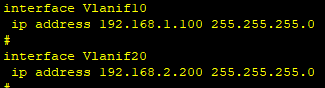 interface Vlanif10
 ip address 192.168.1.100 255.255.255.0
#
interface Vlanif20
 ip address 192.168.2.200 255.255.255.0
#